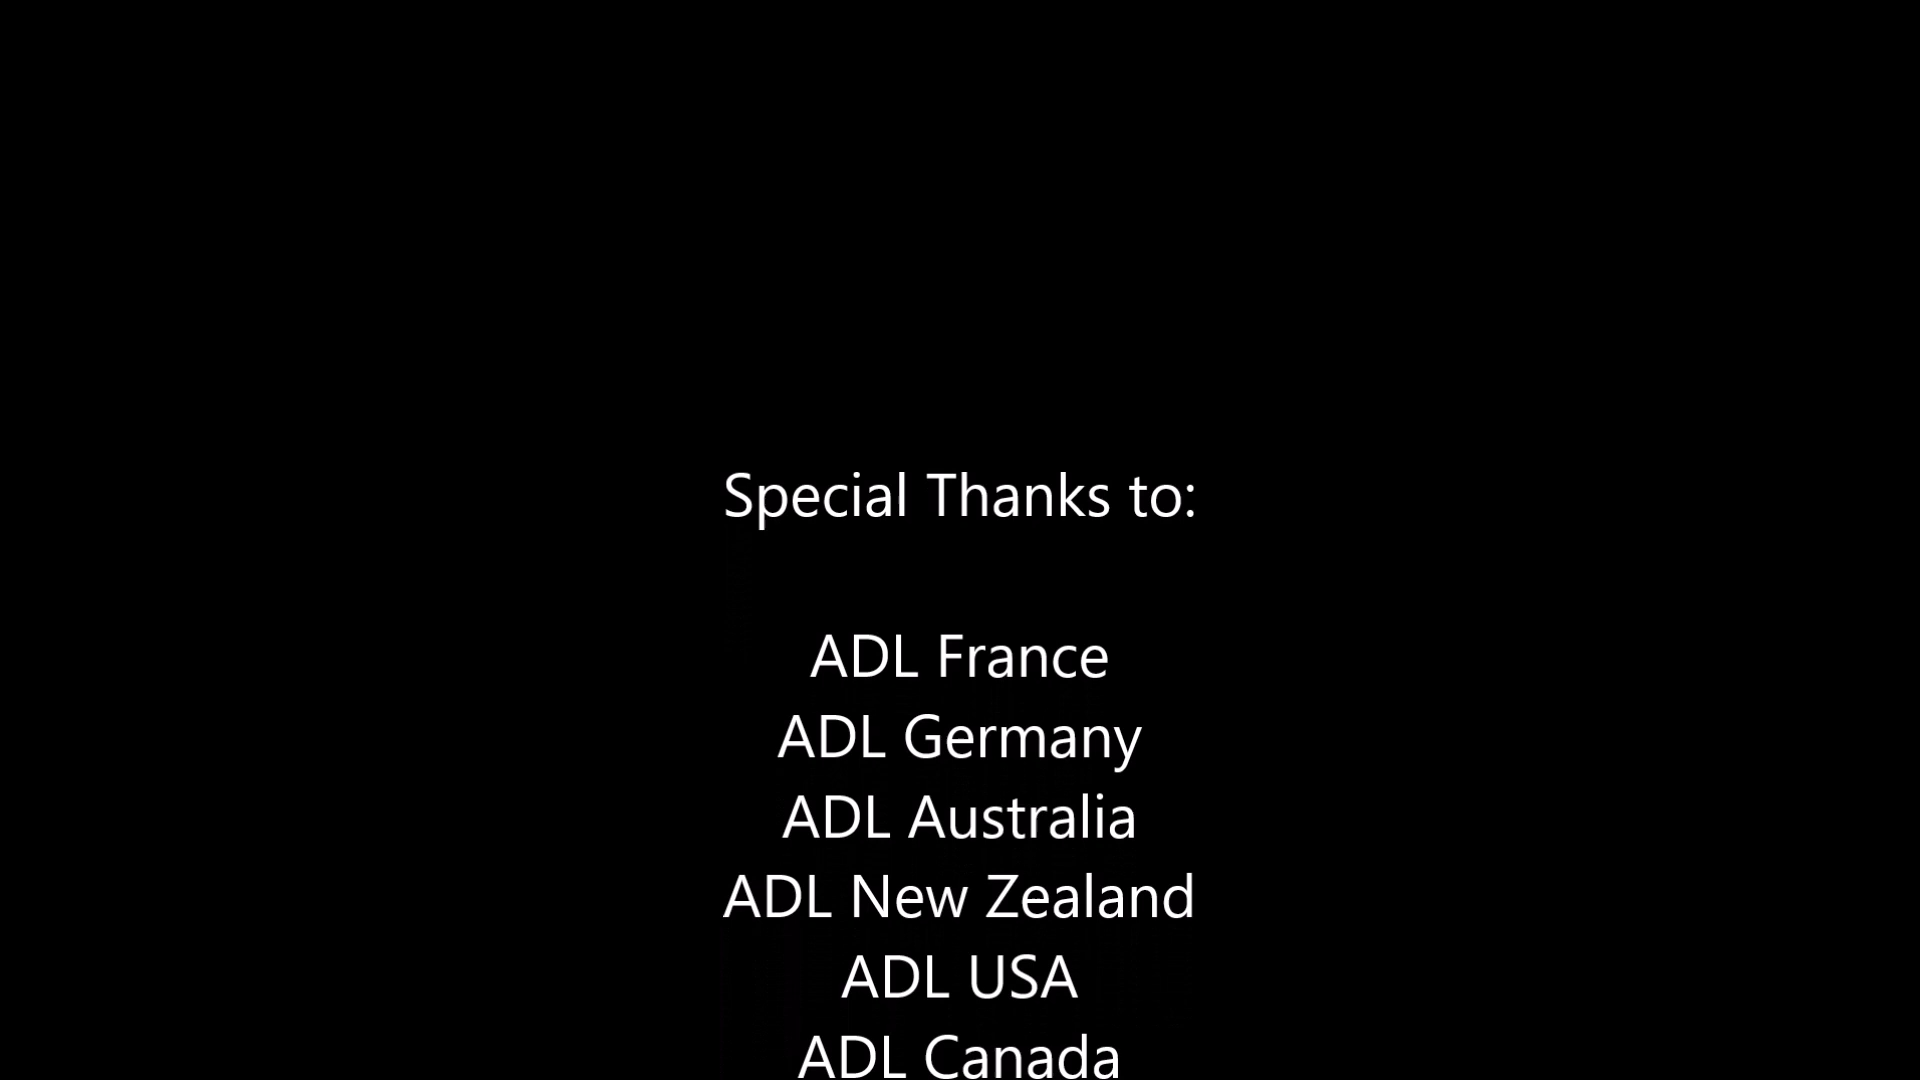 Special Thanks to:
ADL France
ADL Germany
ADL Australia
ADL New Zealand
ADL USA
ADL Canada